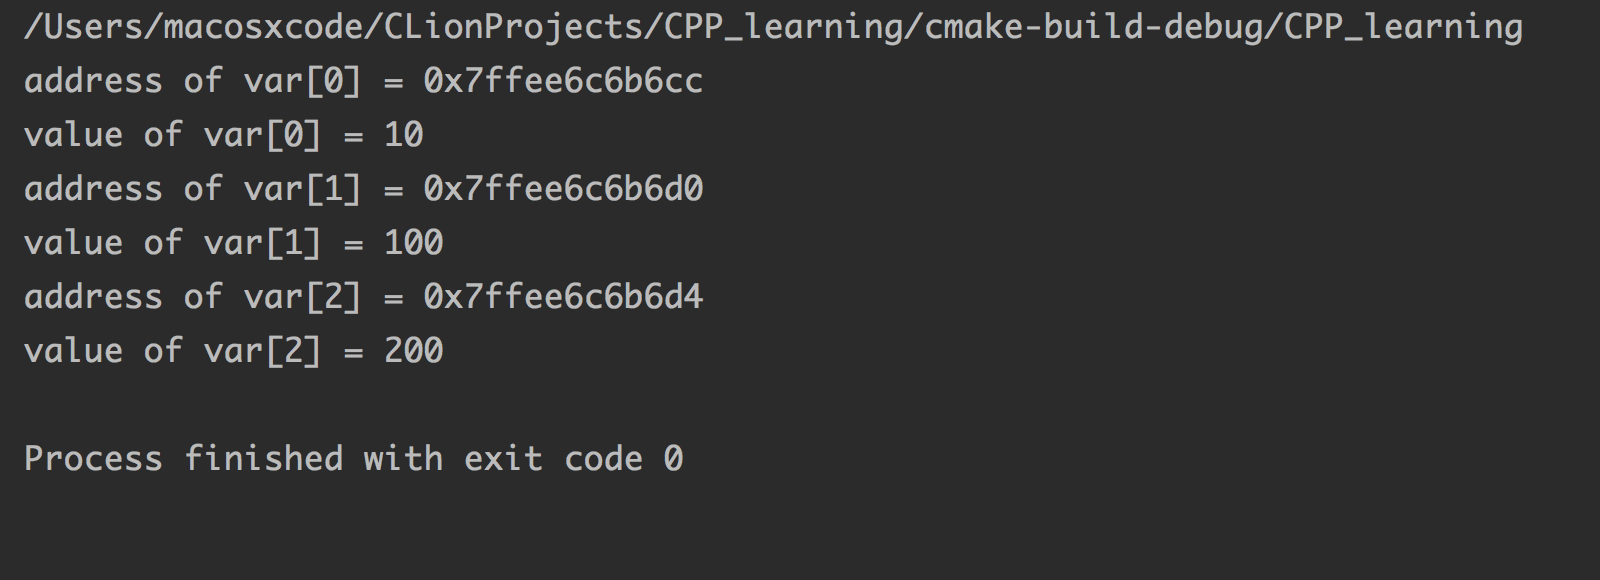 /Users/macosxcode/CLionProjects/CPP_learning/cmake-build-debug/CPP_learning
address of var[0] = 0x7ffee6c6b6cc
value of var[0] = 10
address of var[1] = 0x7ffee6c6b6d0
value of var[1] = 100
address of var[2] = 0x7ffee6c6b6d4
value of var[2] = 200
Process finished with exit code 0